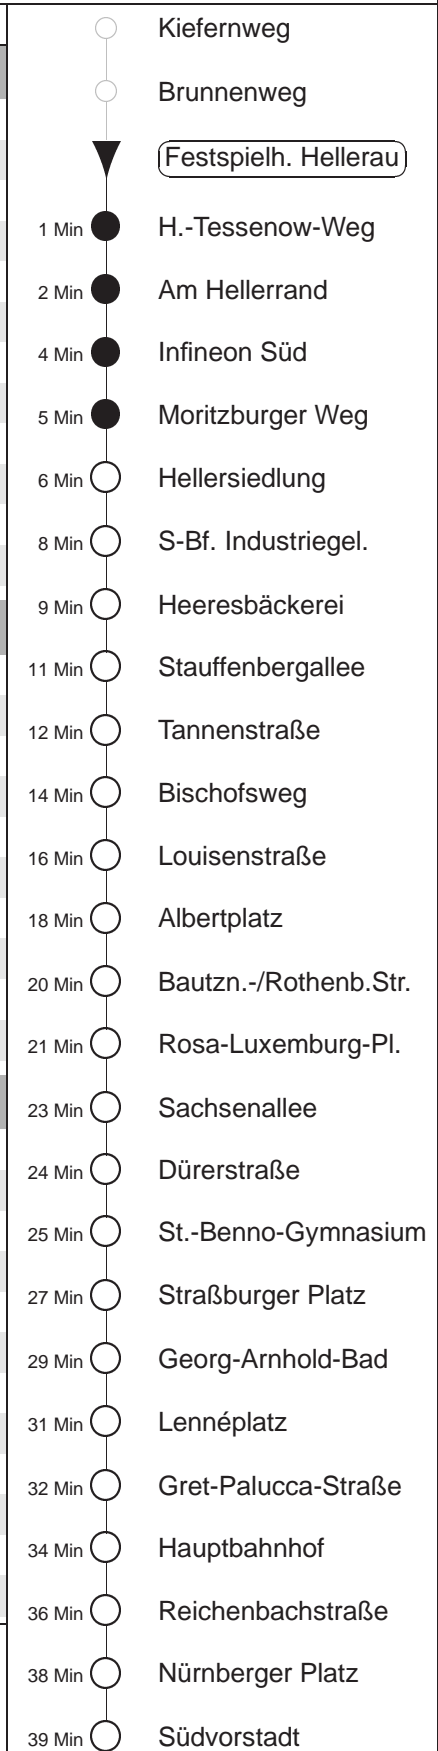 Kiefernweg
Brunnenweg
Festspielh. Hellerau
1 Min H.-Tessenow-Weg
2 Min Am Hellerrand
4 Min Infineon Süd
5 Min Moritzburger Weg
6 Min Hellersiedlung
8 Min S-Bf. Industriegel.
9 Min Heeresbäckerei
11 Min Stauffenbergallee
12 Min Tannenstraße
14 Min Bischofsweg
16 Min Louisenstraße
18 Min Albertplatz
20 Min Bautzn.-/Rothenb.Str.
21 Min Rosa-Luxemburg-Pl.
23 Min Sachsenallee
24 Min Dürerstraße
25 Min St.-Benno-Gymnasium
27 Min Straßburger Platz
29 Min Georg-Arnhold-Bad
31 Min Lennéplatz
32 Min Gret-Palucca-Straße
34 Min Hauptbahnhof
36 Min Reichenbachstraße
38 Min Nürnberger Platz
39 Min Südvorstadt